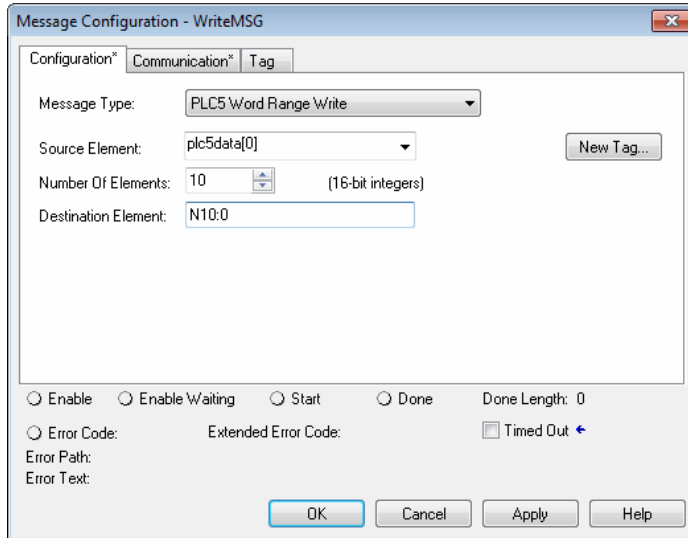 Message Configuration - WriteMSG
Configuration* Communication* Tag
Message Type: PLC5 Word Range Write
Source Element: plc5data[0] New Tag...
Number Of Elements: 10 (16-bit integers)
Destination Element: N10:0
Enable Enable Waiting Start Done Done Length: 0
Error Code: Extended Error Code: Timed Out
Error Path:
Error Text:
OK Cancel Apply Help